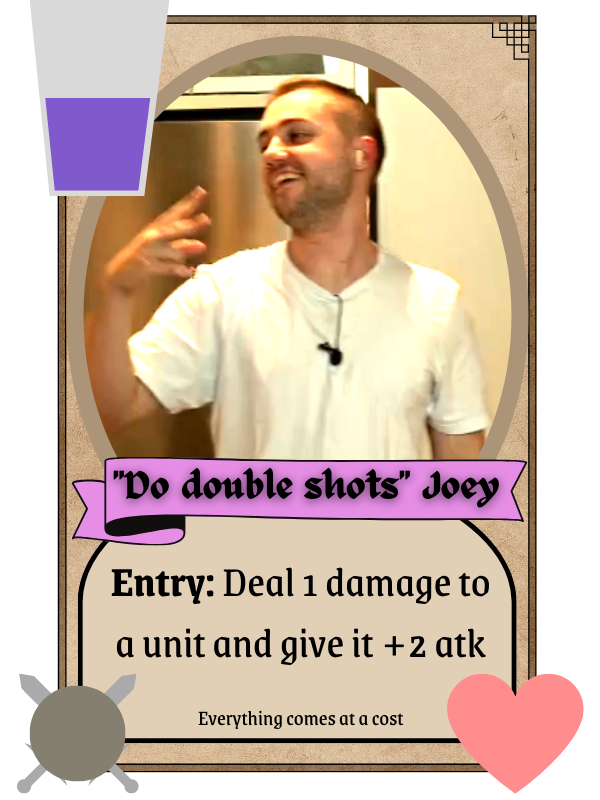 "Do double shots" Joey
Entry: Deal 1 damage to
a unit and give it +2 atk
Everything comes at a cost